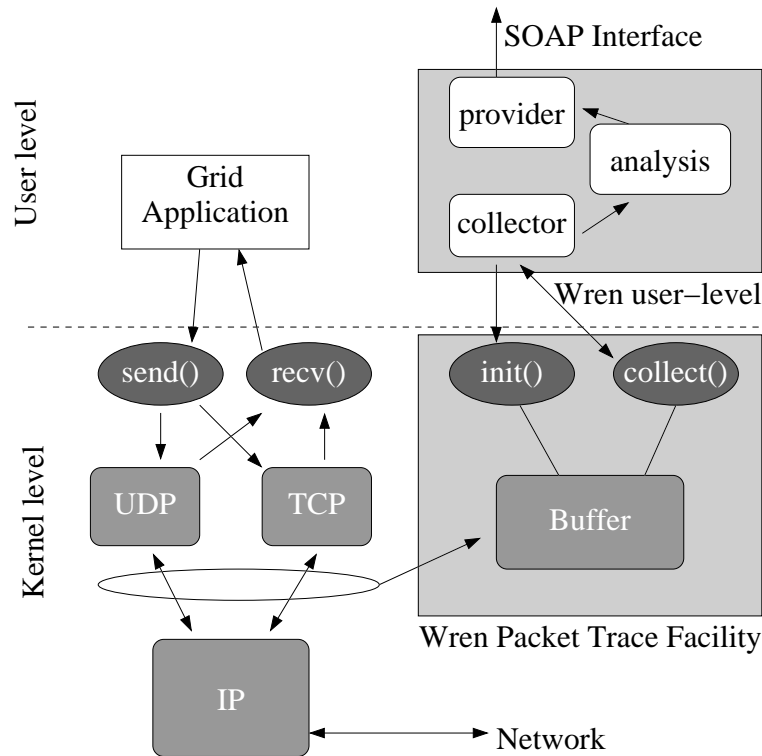 SOAP Interface
provider
analysis
collector
Wren user-level
User level
Grid
Application
send()
recv()
init()
collect()
UDP
TCP
Buffer
Kernel level
Wren Packet Trace Facility
IP
Network